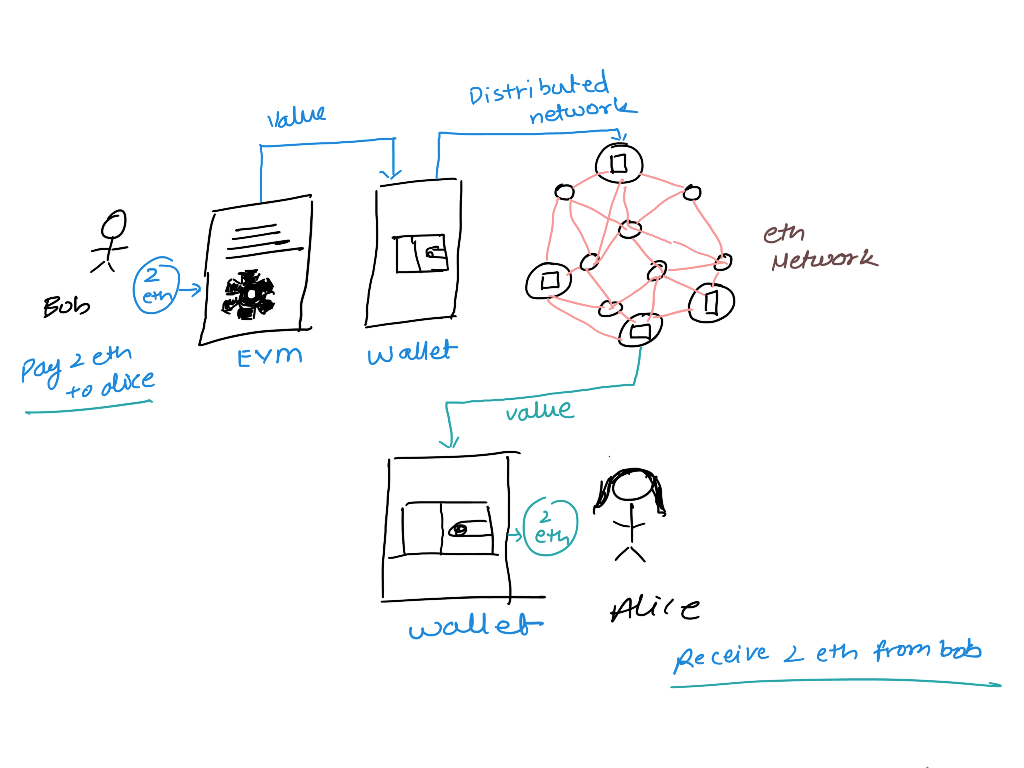 Distributed
network
Value
eth
Network
2
eth
Bob
EVM
Wallet
Pay 2 eth
to alice
value
2
eth
Alice
wallet
Receive 2 eth from bob